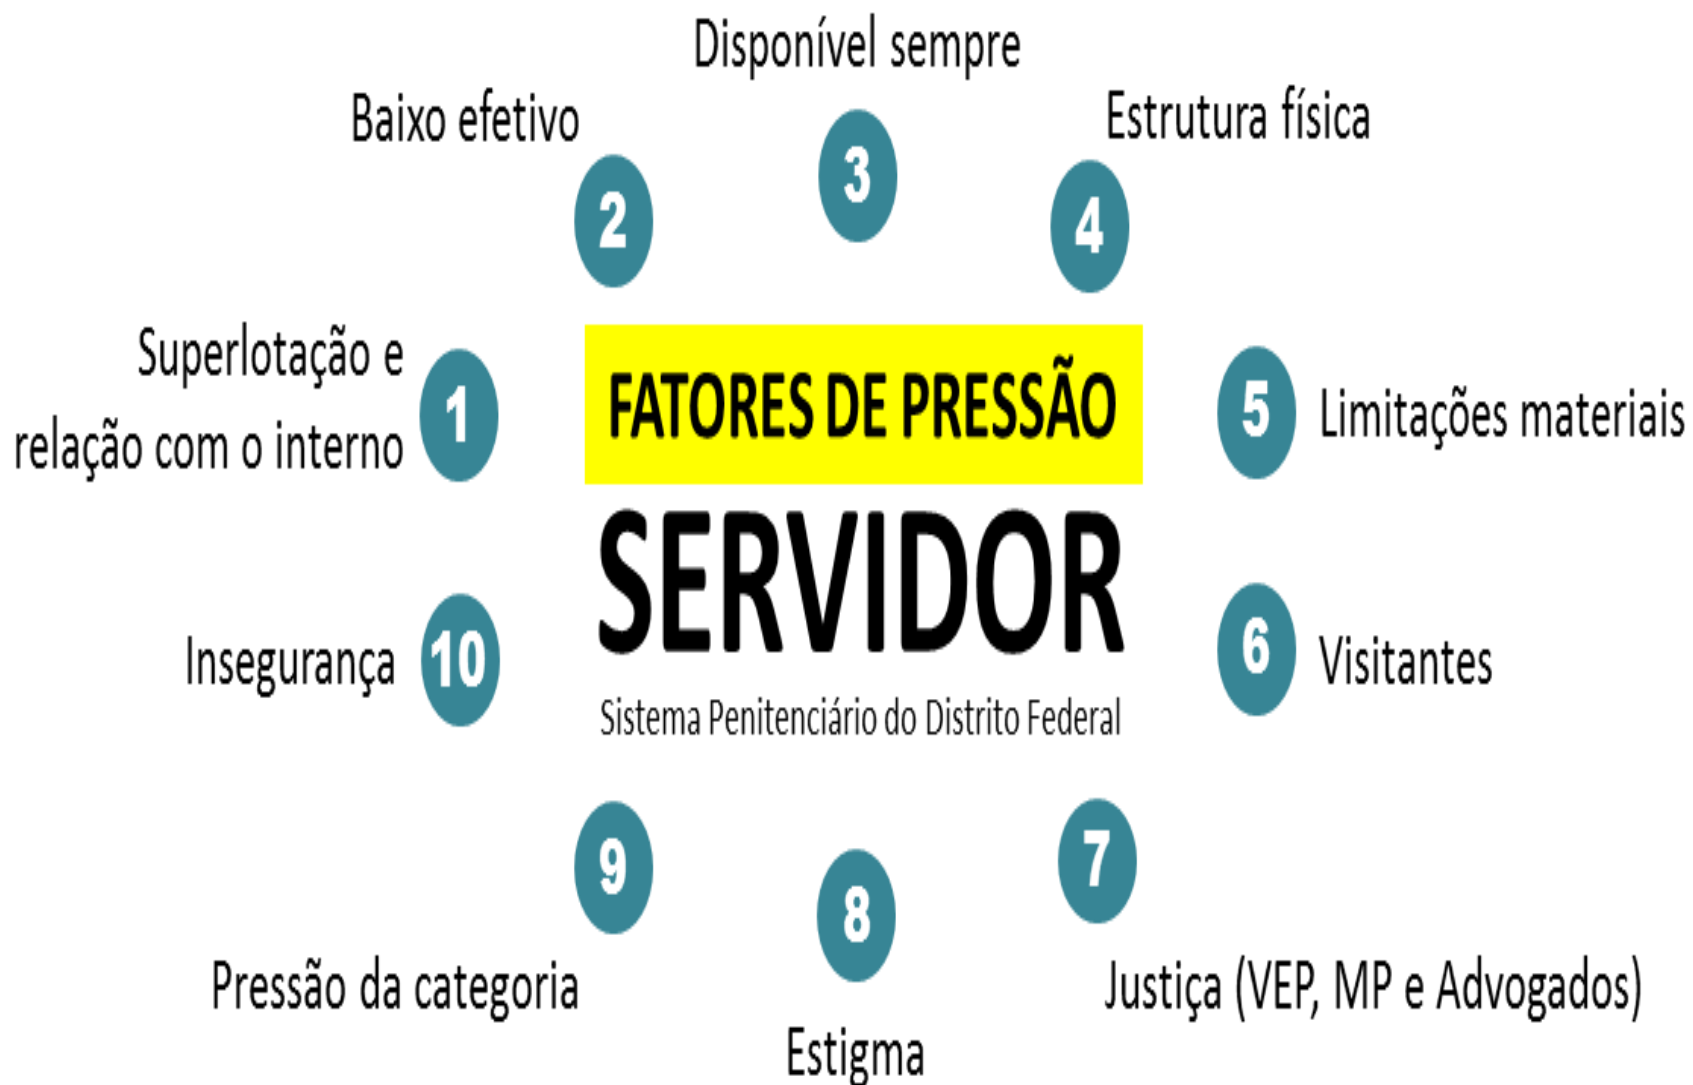 Disponível sempre
Baixo efetivo
Estrutura física
3
2
4
Superlotação e
relação com o interno
1
FATORES DE PRESSÃO
5
Limitações materiais
SERVIDOR
Insegurança
10
6
Visitantes
Sistema Penitenciário do Distrito Federal
9
8
7
Pressão da categoria
Justiça (VEP, MP e Advogados)
Estigma